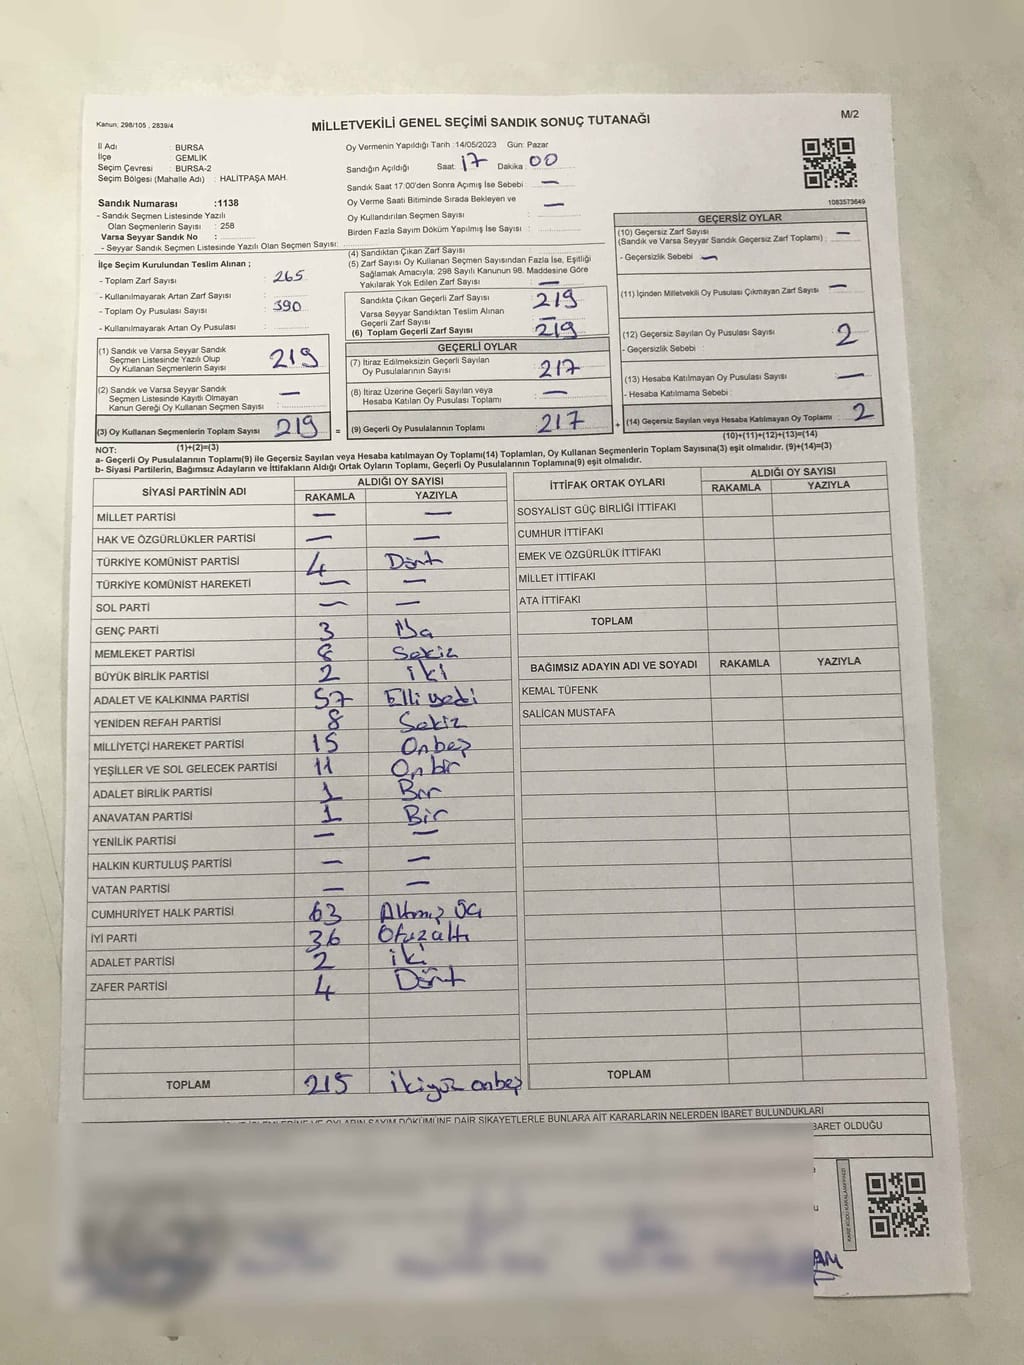 Kanun, 298/105 , 2839/4
MİLLETVEKİLİ GENEL SEÇİMİ SANDIK SONUÇ TUTANAĞI
M/2
İl Adı : BURSA
İlçe : GEMLİK
Seçim Çevresi : BURSA-2
Seçim Bölgesi (Mahalle Adı) : HALİTPAŞA MAH.
Sandık Numarası :1138
- Sandık Seçmen Listesinde Yazılı
Olan Seçmenlerin Sayısı : 258
Varsa Seyyar Sandık No :
- Seyyar Sandık Seçmen Listesinde Yazılı Olan Seçmen Sayısı:
Oy Vermenin Yapıldığı Tarih :14/05/2023 Gün: Pazar
Sandığın Açıldığı Saat: 17 Dakika: 00
Sandık Saat 17:00'den Sonra Açımış İse Sebebi : —
Oy Verme Saati Bitiminde Sırada Bekleyen ve —
Oy Kullandırılan Seçmen Sayısı :
Birden Fazla Sayım Döküm Yapılmış İse Sayısı :
1083573649
İlçe Seçim Kurulundan Teslim Alınan ;
- Toplam Zarf Sayısı : 265
- Kullanılmayarak Artan Zarf Sayısı :
- Toplam Oy Pusulası Sayısı : 390
- Kullanılmayarak Artan Oy Pusulası :
(1) Sandık ve Varsa Seyyar Sandık
Seçmen Listesinde Yazılı Olup
Oy Kullanan Seçmenlerin Sayısı : 219
(2) Sandık ve Varsa Seyyar Sandık
Seçmen Listesinde Kayıtlı Olmayan
Kanun Gereği Oy Kullanan Seçmen Sayısı : —
(3) Oy Kullanan Seçmenlerin Toplam Sayısı : 219 =
(1)+(2)=(3)
(4) Sandıktan Çıkan Zarf Sayısı
(5) Zarf Sayısı Oy Kullanan Seçmen Sayısından Fazla İse, Eşitliği
Sağlamak Amacıyla, 298 Sayılı Kanunun 98. Maddesine Göre
Yakılarak Yok Edilen Zarf Sayısı : —
Sandıkta Çıkan Geçerli Zarf Sayısı : 219
Varsa Seyyar Sandıktan Teslim Alınan
Geçerli Zarf Sayısı : —
(6) Toplam Geçerli Zarf Sayısı : 219
GEÇERLİ OYLAR
(7) İtiraz Edilmeksizin Geçerli Sayılan
Oy Pusulalarının Sayısı : 217
(8) İtiraz Üzerine Geçerli Sayılan veya
Hesaba Katılan Oy Pusulası Toplamı : —
(9) Geçerli Oy Pusulalarının Toplamı : 217 +
GEÇERSİZ OYLAR
(10) Geçersiz Zarf Sayısı
(Sandık ve Varsa Seyyar Sandık Geçersiz Zarf Toplamı) : —
- Geçersizlik Sebebi : —
(11) İçinden Milletvekili Oy Pusulası Çıkmayan Zarf Sayısı : —
(12) Geçersiz Sayılan Oy Pusulası Sayısı : 2
- Geçersizlik Sebebi :
(13) Hesaba Katılmayan Oy Pusulası Sayısı : —
- Hesaba Katılmama Sebebi :
(14) Geçersiz Sayılan veya Hesaba Katılmayan Oy Toplamı : 2
(10)+(11)+(12)+(13)=(14)
NOT:
a- Geçerli Oy Pusulalarının Toplamı(9) ile Geçersiz Sayılan veya Hesaba Katılmayan Oy Toplamı(14) Toplamları, Oy Kullanan Seçmenlerin Toplam Sayısına(3) eşit olmalıdır. (9)+(14)=(3)
b- Siyasi Partilerin, Bağımsız Adayların ve İttifakların Aldığı Ortak Oyların Toplamı, Geçerli Oy Pusulalarının Toplamına(9) eşit olmalıdır.
SİYASİ PARTİNİN ADI ALDIĞI OY SAYISI
RAKAMLA YAZIYLA
MİLLET PARTİSİ — —
HAK VE ÖZGÜRLÜKLER PARTİSİ — —
TÜRKİYE KOMÜNİST PARTİSİ 4 Dört
TÜRKİYE KOMÜNİST HAREKETİ — —
SOL PARTİ — —
GENÇ PARTİ 3
MEMLEKET PARTİSİ 8 Sekiz
BÜYÜK BİRLİK PARTİSİ 2 iki
ADALET VE KALKINMA PARTİSİ 57 Elli yedi
YENİDEN REFAH PARTİSİ 8 Sekiz
MİLLİYETÇİ HAREKET PARTİSİ 15 Onbeş
YEŞİLLER VE SOL GELECEK PARTİSİ 11 Onbir
ADALET BİRLİK PARTİSİ 1 Bir
ANAVATAN PARTİSİ 1 Bir
YENİLİK PARTİSİ — —
HALKIN KURTULUŞ PARTİSİ — —
VATAN PARTİSİ — —
CUMHURİYET HALK PARTİSİ 63 Altmış Üç
İYİ PARTİ 36 Otuzaltı
ADALET PARTİSİ 2 iki
ZAFER PARTİSİ 4 Dört
TOPLAM 215 ikiyüz onbeş
İTTİFAK ORTAK OYLARI ALDIĞI OY SAYISI
RAKAMLA YAZIYLA
SOSYALİST GÜÇ BİRLİĞİ İTTİFAKI
CUMHUR İTTİFAKI
EMEK VE ÖZGÜRLÜK İTTİFAKI
MİLLET İTTİFAKI
ATA İTTİFAKI
TOPLAM
BAĞIMSIZ ADAYIN ADI VE SOYADI RAKAMLA YAZIYLA
KEMAL TÜFENK
SALİCAN MUSTAFA
TOPLAM
OYLARIN SAYIM DÖKÜMÜNE DAİR ŞİKAYETLERLE BUNLARA AİT KARARLARIN NELERDEN İBARET BULUNDUKLARI
BARET OLDUĞU
KARE KODU KARALAMAYINIZ